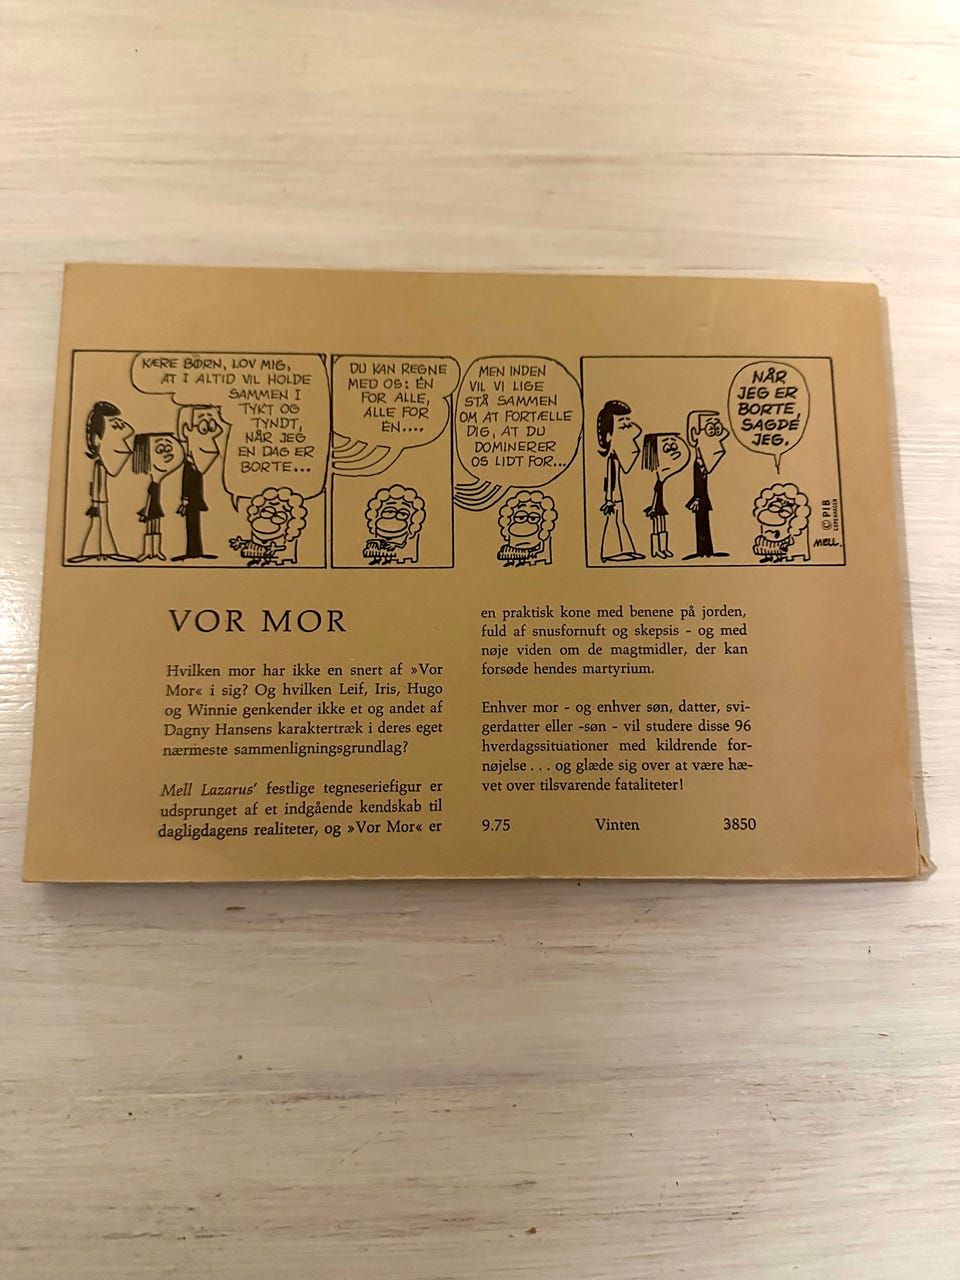 KÆRE BØRN, LOV MIG,
AT I ALTID VIL HOLDE
SAMMEN I
TYKT OG
TYNDT,
NÅR JEG
EN DAG ER
BORTE...
DU KAN REGNE
MED OS: ÉN
FOR ALLE,
ALLE FOR
ÉN....
MEN INDEN
VIL VI LIGE
STÅ SAMMEN
OM AT FORTÆLLE
DIG, AT DU
DOMINERER
OS LIDT FOR...
NÅR
JEG ER
BORTE,
SAGDE
JEG.
© PIB
COPENHAGEN
MELL.
VOR MOR
Hvilken mor har ikke en snert af »Vor
Mor« i sig? Og hvilken Leif, Iris, Hugo
og Winnie genkender ikke et og andet af
Dagny Hansens karaktertræk i deres eget
nærmeste sammenligningsgrundlag?
Mell Lazarus' festlige tegneseriefigur er
udsprunget af et indgående kendskab til
dagligdagens realiteter, og »Vor Mor« er
en praktisk kone med benene på jorden,
fuld af snusfornuft og skepsis - og med
nøje viden om de magtmidler, der kan
forsøde hendes martyrium.
Enhver mor - og enhver søn, datter, svi-
gerdatter eller -søn - vil studere disse 96
hverdagssituationer med kildrende for-
nøjelse . . . og glæde sig over at være hæ-
vet over tilsvarende fataliteter!
9.75 Vinten 3850